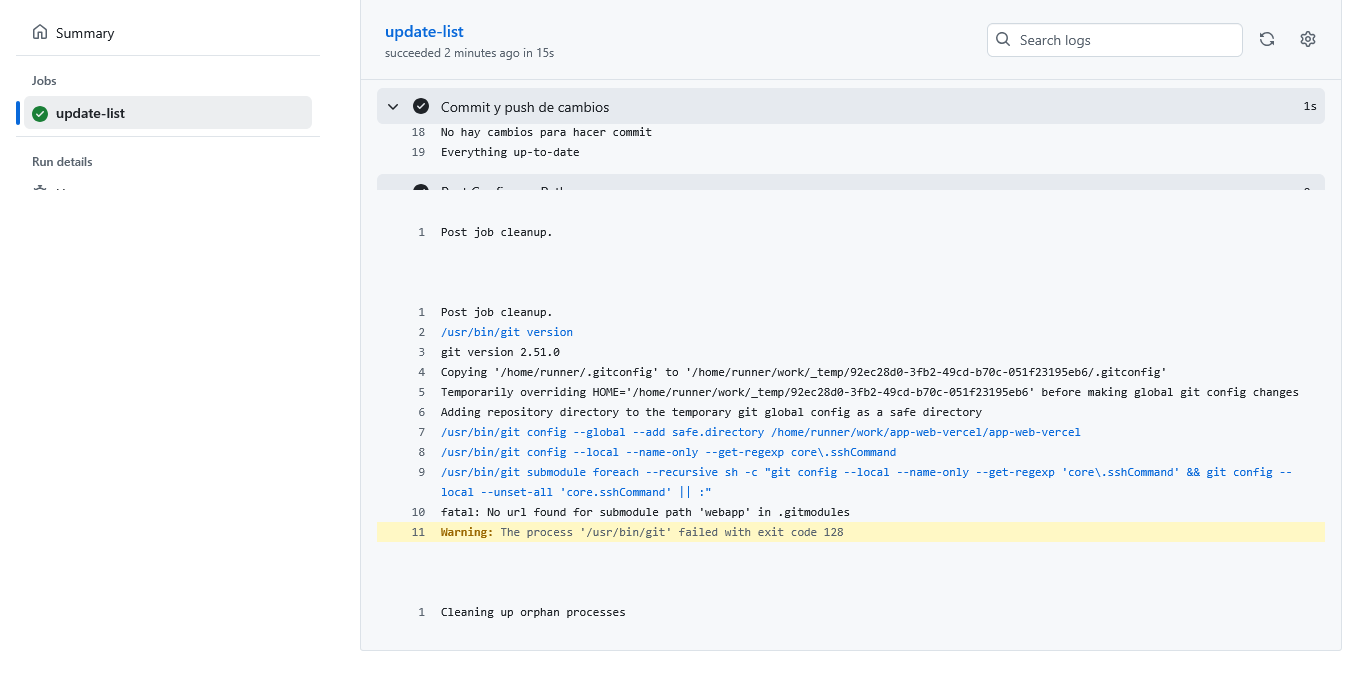 Summary
Jobs
update-list
Run details
update-list
succeeded 2 minutes ago in 15s
Search logs
Commit y push de cambios
1s
18 No hay cambios para hacer commit
19 Everything up-to-date
1 Post job cleanup.
1 Post job cleanup.
2 /usr/bin/git version
3 git version 2.51.0
4 Copying '/home/runner/.gitconfig' to '/home/runner/work/_temp/92ec28d0-3fb2-49cd-b70c-051f23195eb6/.gitconfig'
5 Temporarily overriding HOME='/home/runner/work/_temp/92ec28d0-3fb2-49cd-b70c-051f23195eb6' before making global git config changes
6 Adding repository directory to the temporary git global config as a safe directory
7 /usr/bin/git config --global --add safe.directory /home/runner/work/app-web-vercel/app-web-vercel
8 /usr/bin/git config --local --name-only --get-regexp core\.sshCommand
9 /usr/bin/git submodule foreach --recursive sh -c "git config --local --name-only --get-regexp 'core\.sshCommand' && git config --
local --unset-all 'core.sshCommand' || :"
10 fatal: No url found for submodule path 'webapp' in .gitmodules
11 Warning: The process '/usr/bin/git' failed with exit code 128
1 Cleaning up orphan processes